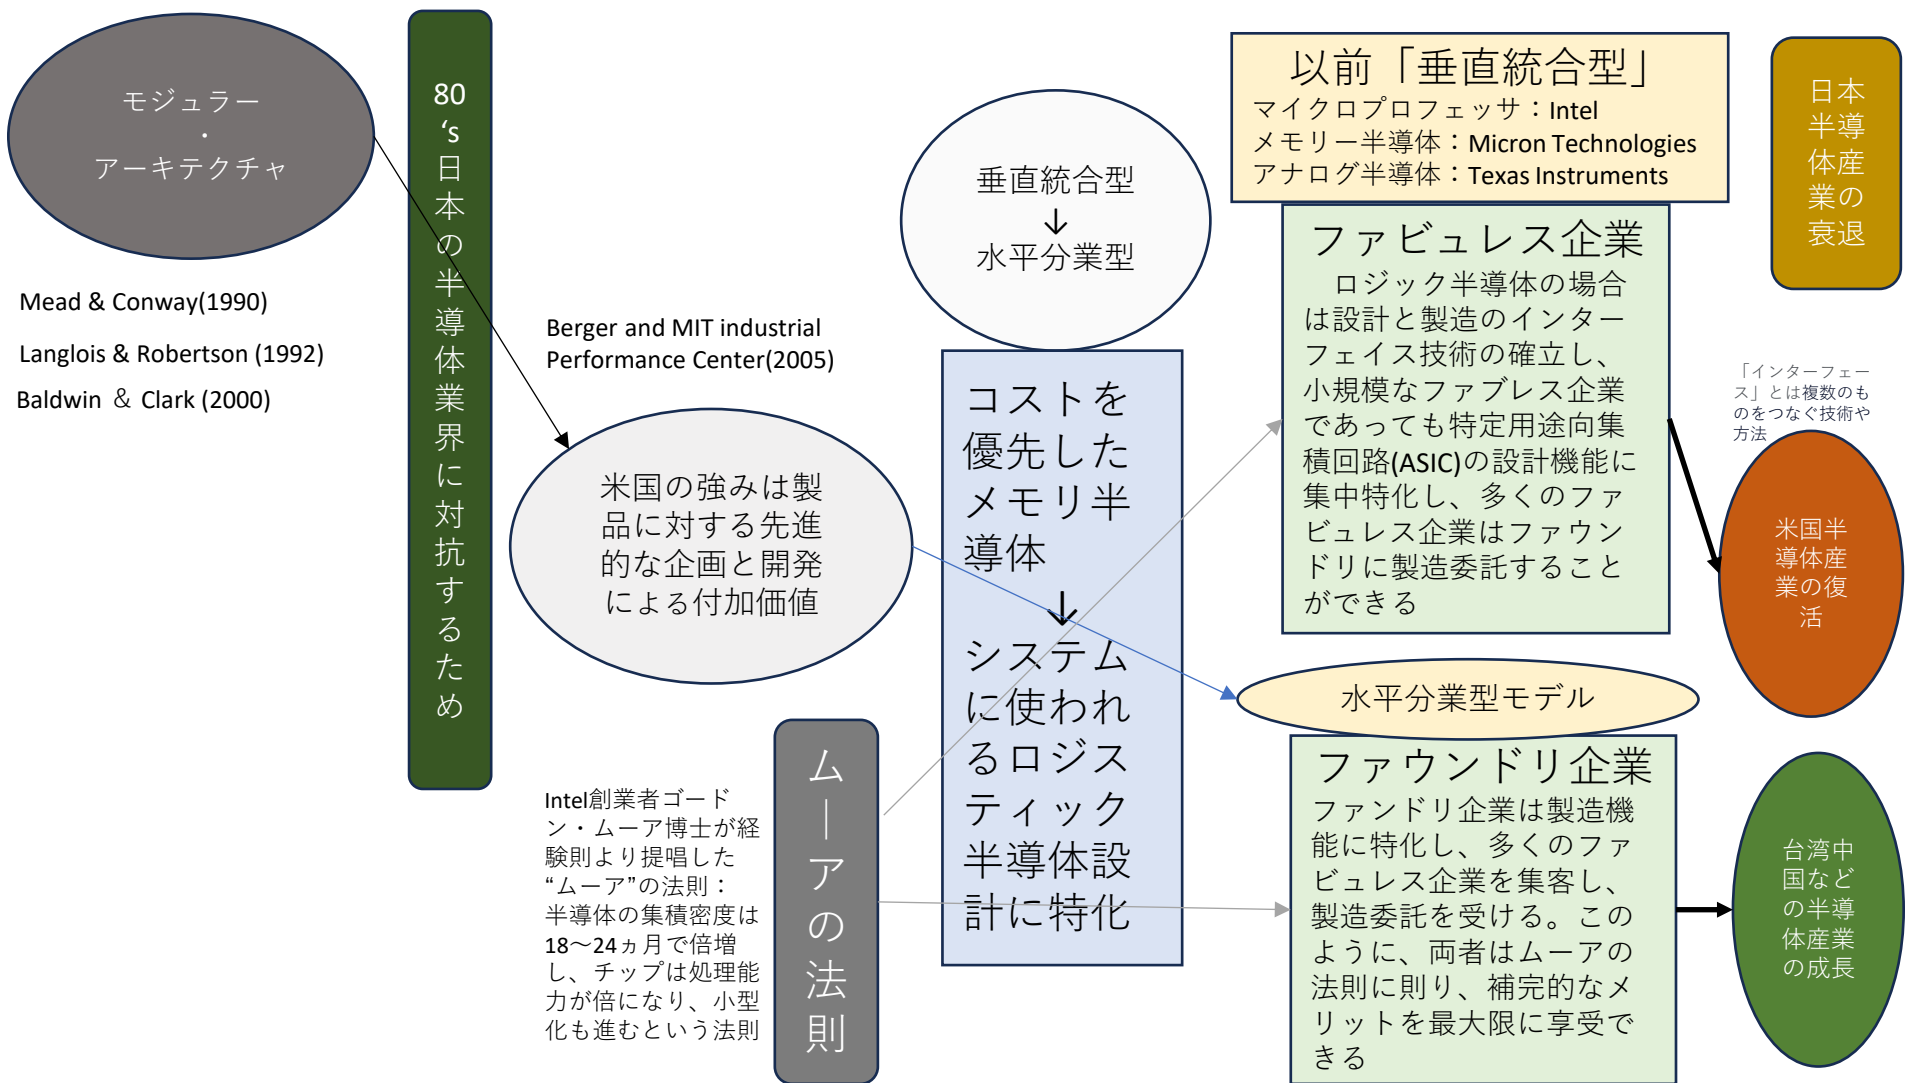 モジュラー
・
アーキテクチャ
Mead & Conway(1990)
Langlois & Robertson (1992)
Baldwin ＆ Clark (2000)
80‘s日本の半導体業界に対抗するため
Berger and MIT industrial
Performance Center(2005)
米国の強みは製
品に対する先進
的な企画と開発
による付加価値
Intel創業者ゴード
ン・ムーア博士が経
験則より提唱した
“ムーア”の法則：
半導体の集積密度は
18～24ヵ月で倍増
し、チップは処理能
力が倍になり、小型
化も進むという法則
ムーアの法則
垂直統合型
↓
水平分業型
コストを
優先した
メモリ半
導体
↓
システム
に使われ
るロジス
ティック
半導体設
計に特化
以前「垂直統合型」
マイクロプロフェッサ：Intel
メモリー半導体：Micron Technologies
アナログ半導体：Texas Instruments
ファビュレス企業
ロジック半導体の場合
は設計と製造のインター
フェイス技術の確立し、
小規模なファブレス企業
であっても特定用途向集
積回路(ASIC)の設計機能に
集中特化し、多くのファ
ビュレス企業はファウン
ドリに製造委託すること
ができる
水平分業型モデル
ファウンドリ企業
ファンドリ企業は製造機
能に特化し、多くのファ
ビュレス企業を集客し、
製造委託を受ける。この
ように、両者はムーアの
法則に則り、補完的なメ
リットを最大限に享受で
きる
日本
半導
体産
業の
衰退
「インターフェー
ス」とは複数のも
のをつなぐ技術や
方法
米国半
導体産
業の復
活
台湾中
国など
の半導
体産業
の成長